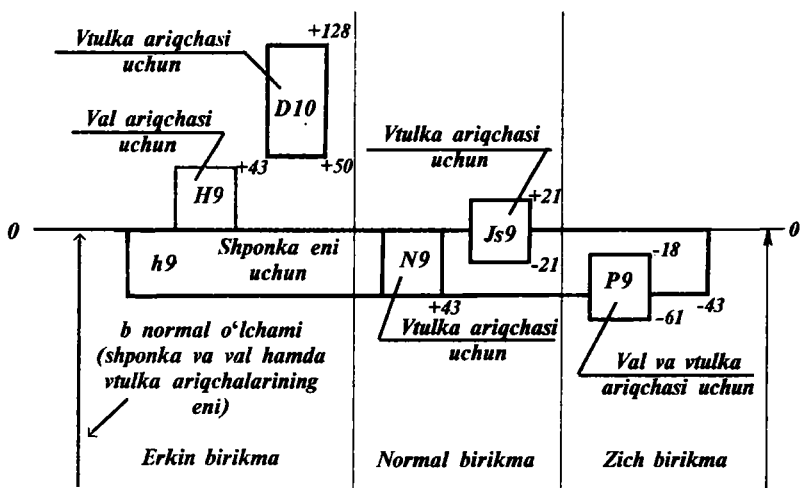 Vtulka ariqchasi
uchun
+128
D10
Val ariqchasi
uchun
+43
+50
H9
Vtulka ariqchasi
uchun
+21
0
0
h9
Shponka eni
uchun
N9
Js9
-21
-18
P9
+43
-61
-43
b normal o‘lchami
(shponka va val hamda
vtulka ariqchalarining
eni)
Vtulka ariqchasi
uchun
Val va vtulka
ariqchasi uchun
Erkin birikma
Normal birikma
Zich birikma